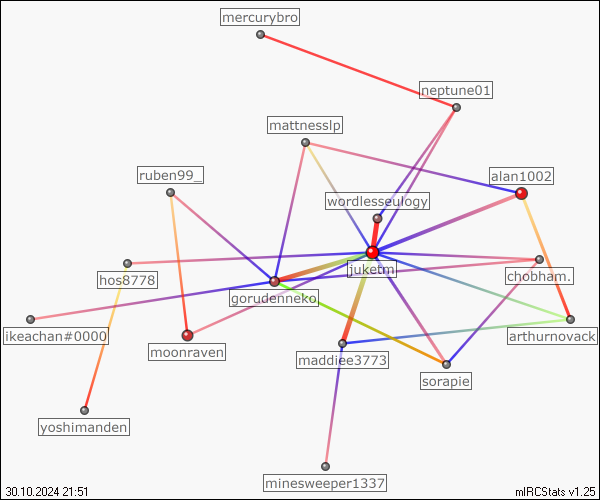 mercurybro
neptune01
mattnesslp
ruben99_
alan1002
wordlesseulogy
juketm
hos8778
chobham.
gorudenneko.
ikeachan#0000
arthurnovack
moonraven
maddiee3773
sorapie
yoshimanden
minesweeper1337
30.10.2024 21:51
mIRCStats v1.25